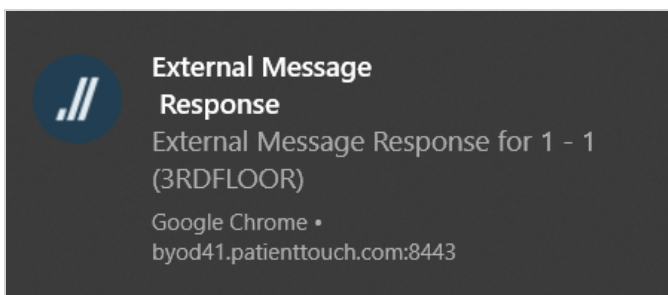 External Message
Response
External Message Response for 1 - 1
(3RDFLOOR)
Google Chrome •
byod41.patienttouch.com:8443